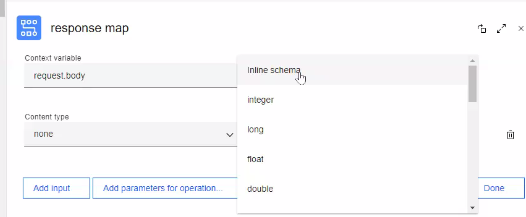 response map
Context variable
request.body
Content type
none
Inline schema
integer
long
float
double
Add input
Add parameters for operation...
Done